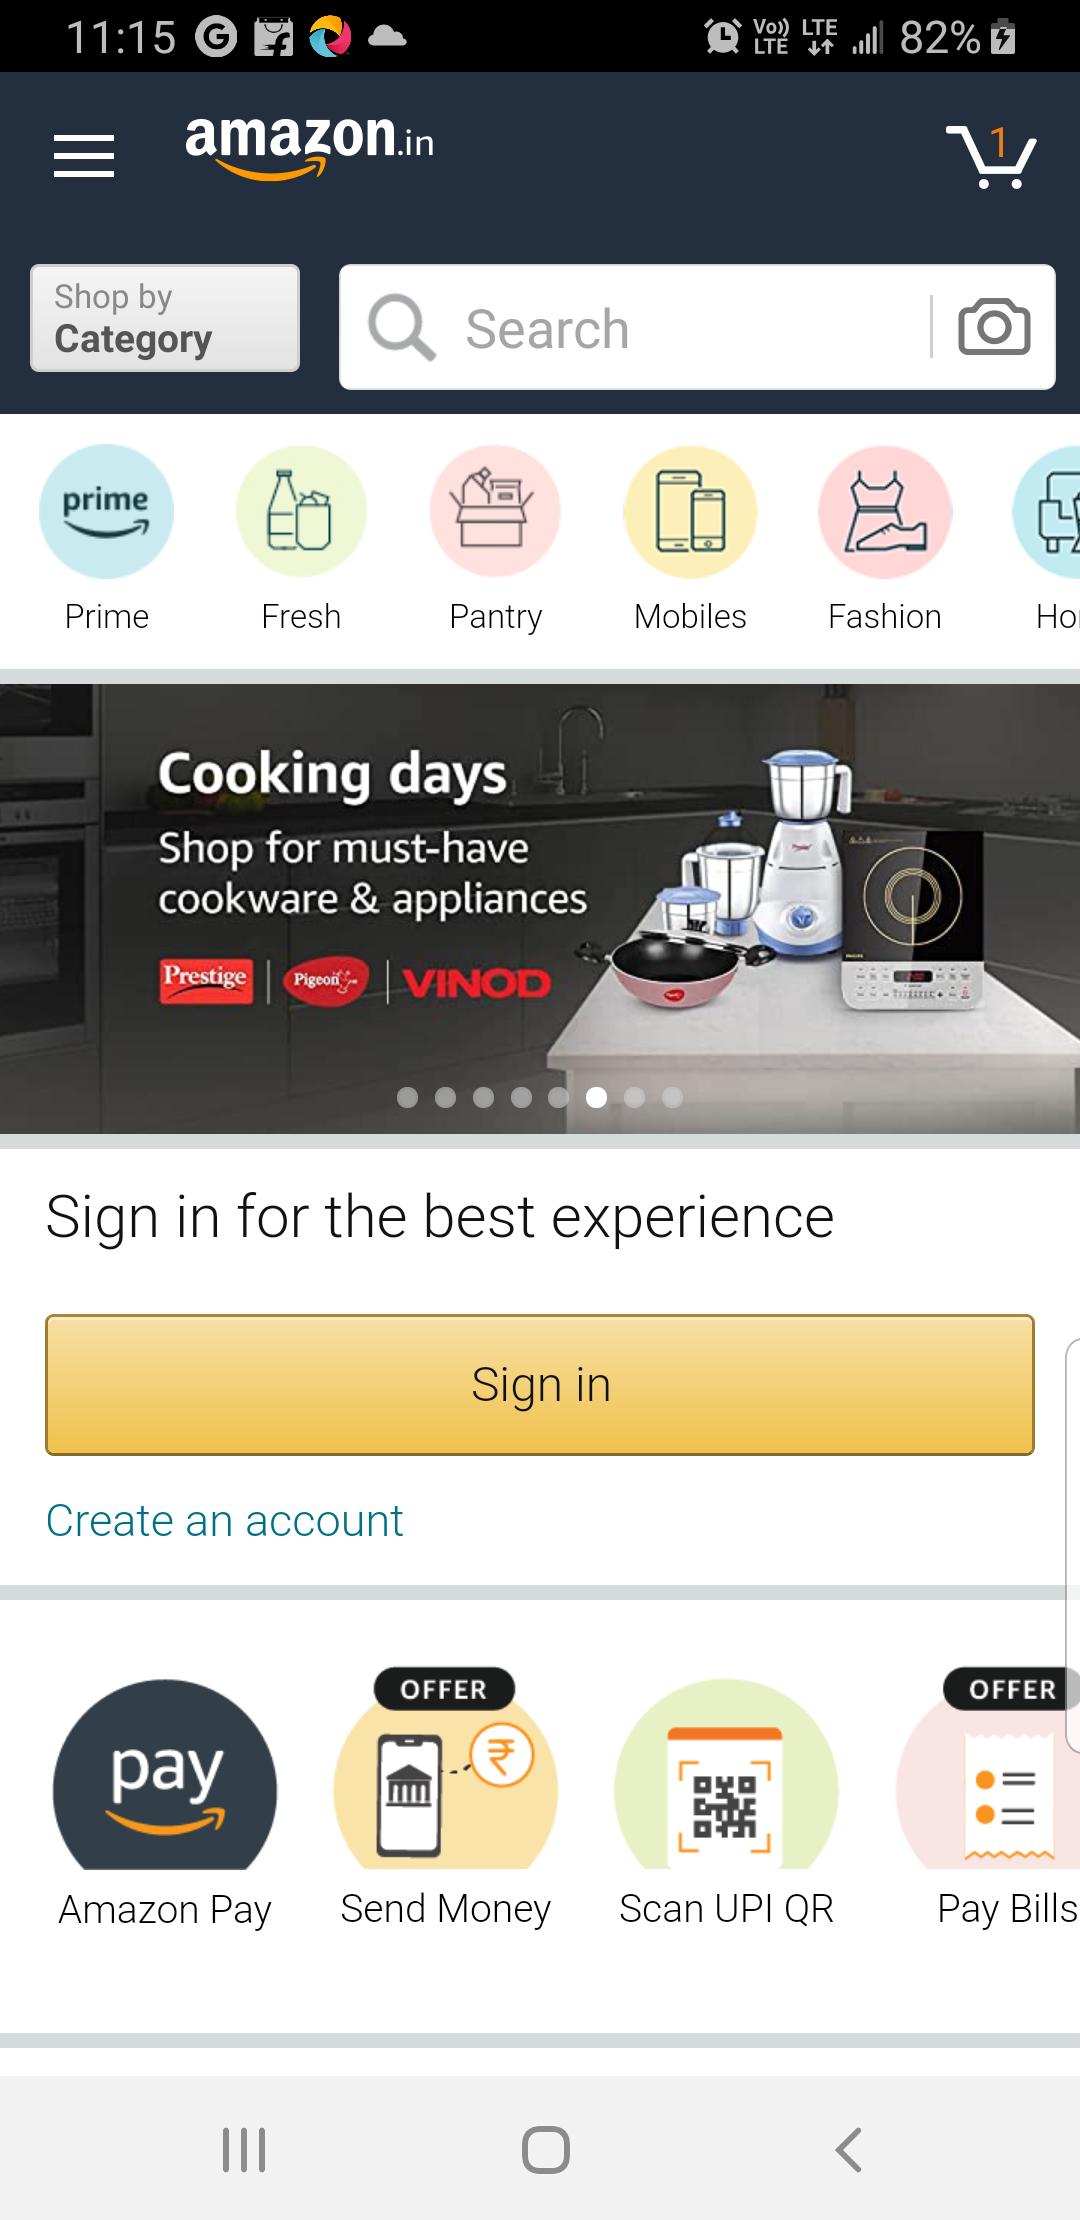 11:15
Vo)) LTE LTE 82%
amazon.in
1
Shop by
Category
Search
prime
Prime
Fresh
Pantry
Mobiles
Fashion
Ho
Cooking days
Shop for must-have
cookware & appliances
Prestige
Pigeon
VINOD
Sign in for the best experience
Sign in
Create an account
pay
OFFER
₹
OFFER
Amazon Pay
Send Money
Scan UPI QR
Pay Bills